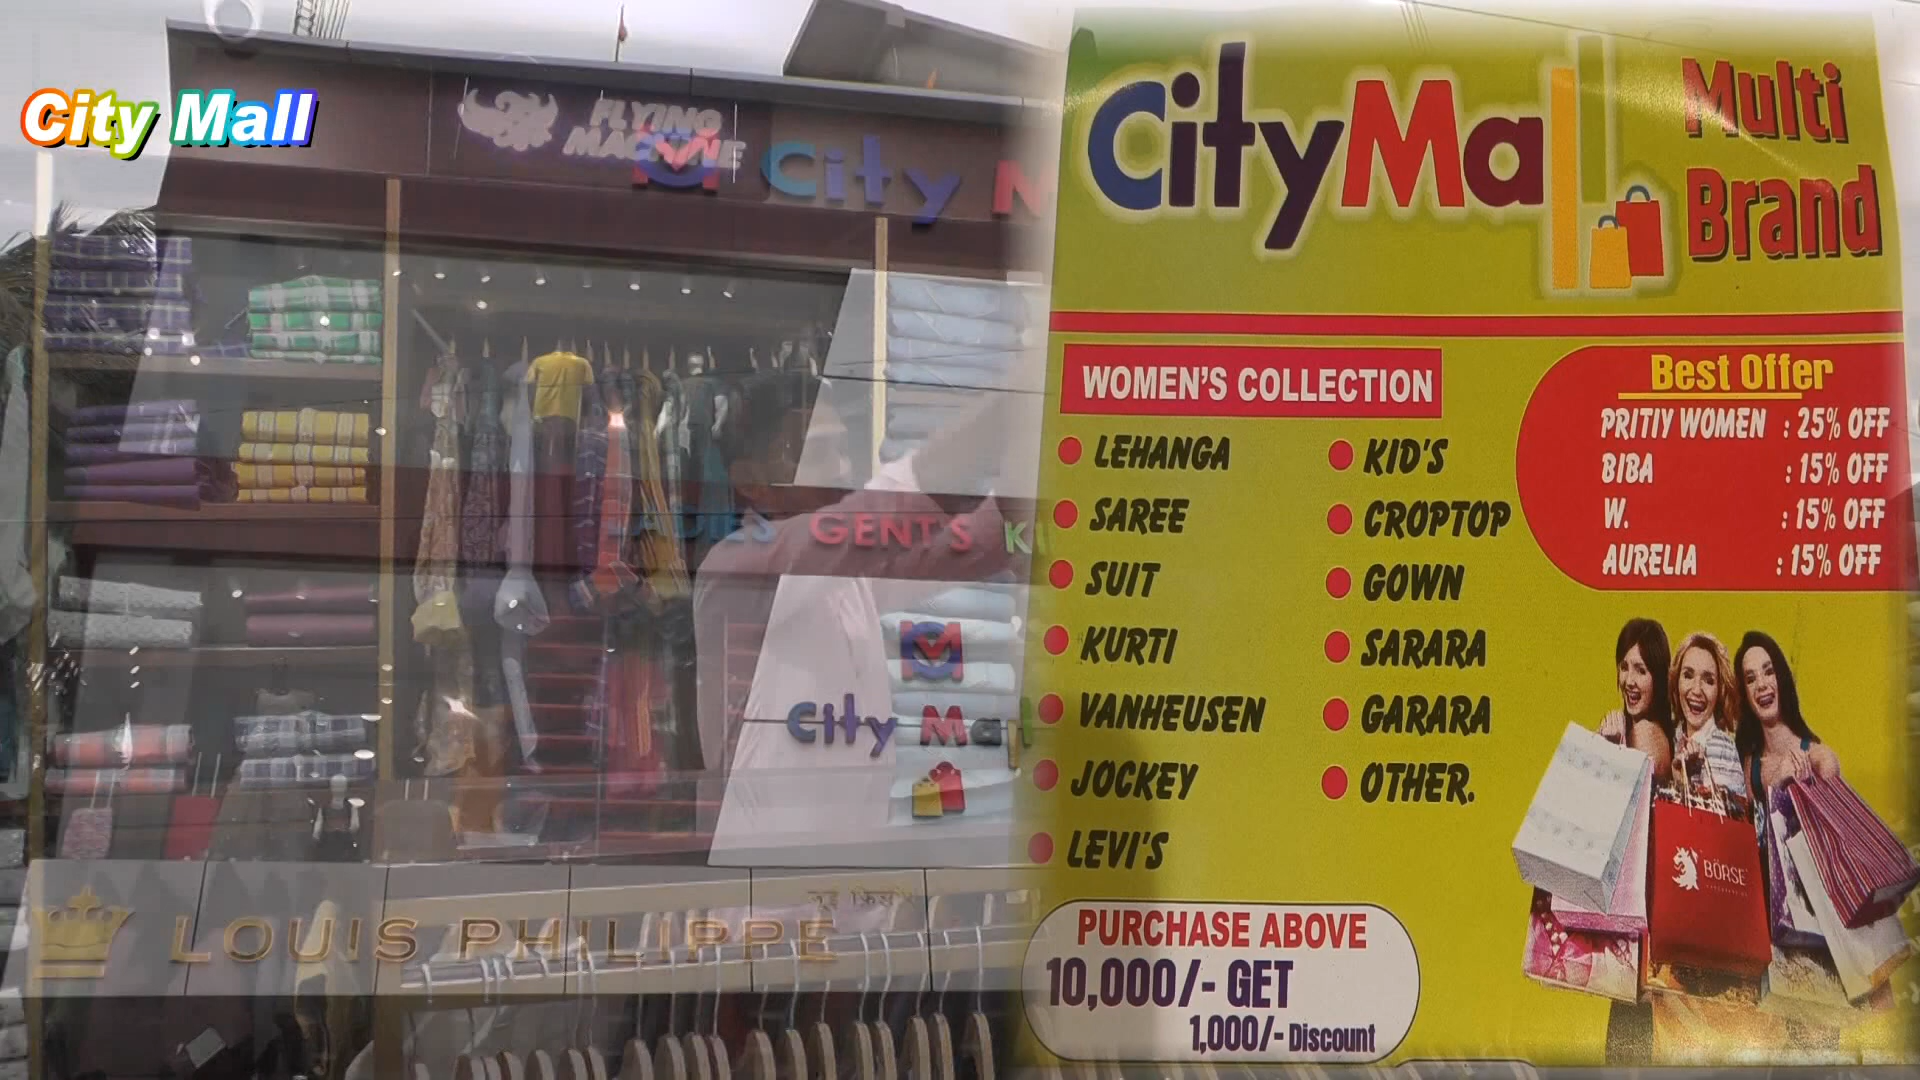 City Mall
FLYING
MACHINE
City M
LADIES GENT'S KI
City Mal
LOUIS PHILIPPE
CityMall
Multi
Brand
WOMEN'S COLLECTION
LEHANGA
SAREE
SUIT
KURTI
VANHEUSEN
JOCKEY
LEVI'S
KID'S
CROPTOP
GOWN
SARARA
GARARA
OTHER.
Best Offer
PRITIY WOMEN : 25% OFF
BIBA : 15% OFF
W. : 15% OFF
AURELIA : 15% OFF
BÖRSE
PURCHASE ABOVE
10,000/- GET
1,000/- Discount